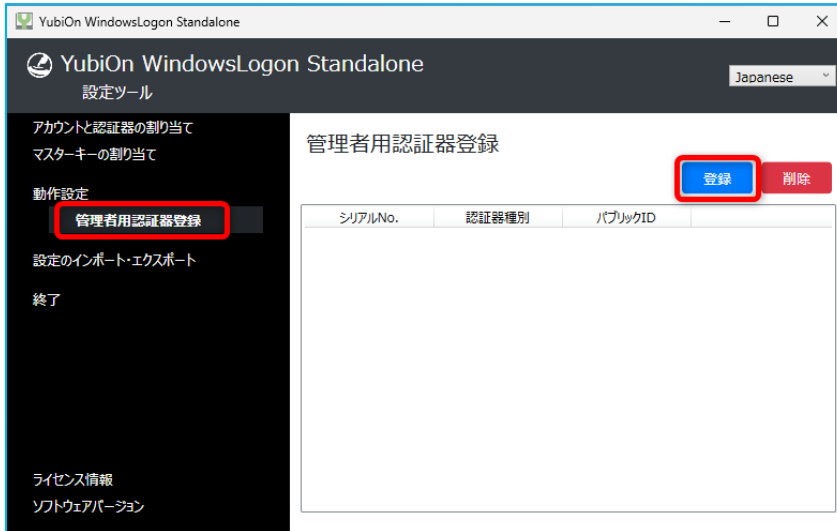 YubiOn WindowsLogon Standalone
YubiOn WindowsLogon Standalone
設定ツール
Japanese
アカウントと認証器の割り当て
マスターキーの割り当て
動作設定
管理者用認証器登録
設定のインポート・エクスポート
終了
ライセンス情報
ソフトウェアバージョン
管理者用認証器登録
登録 削除
シリアルNo. 認証器種別 パブリックID